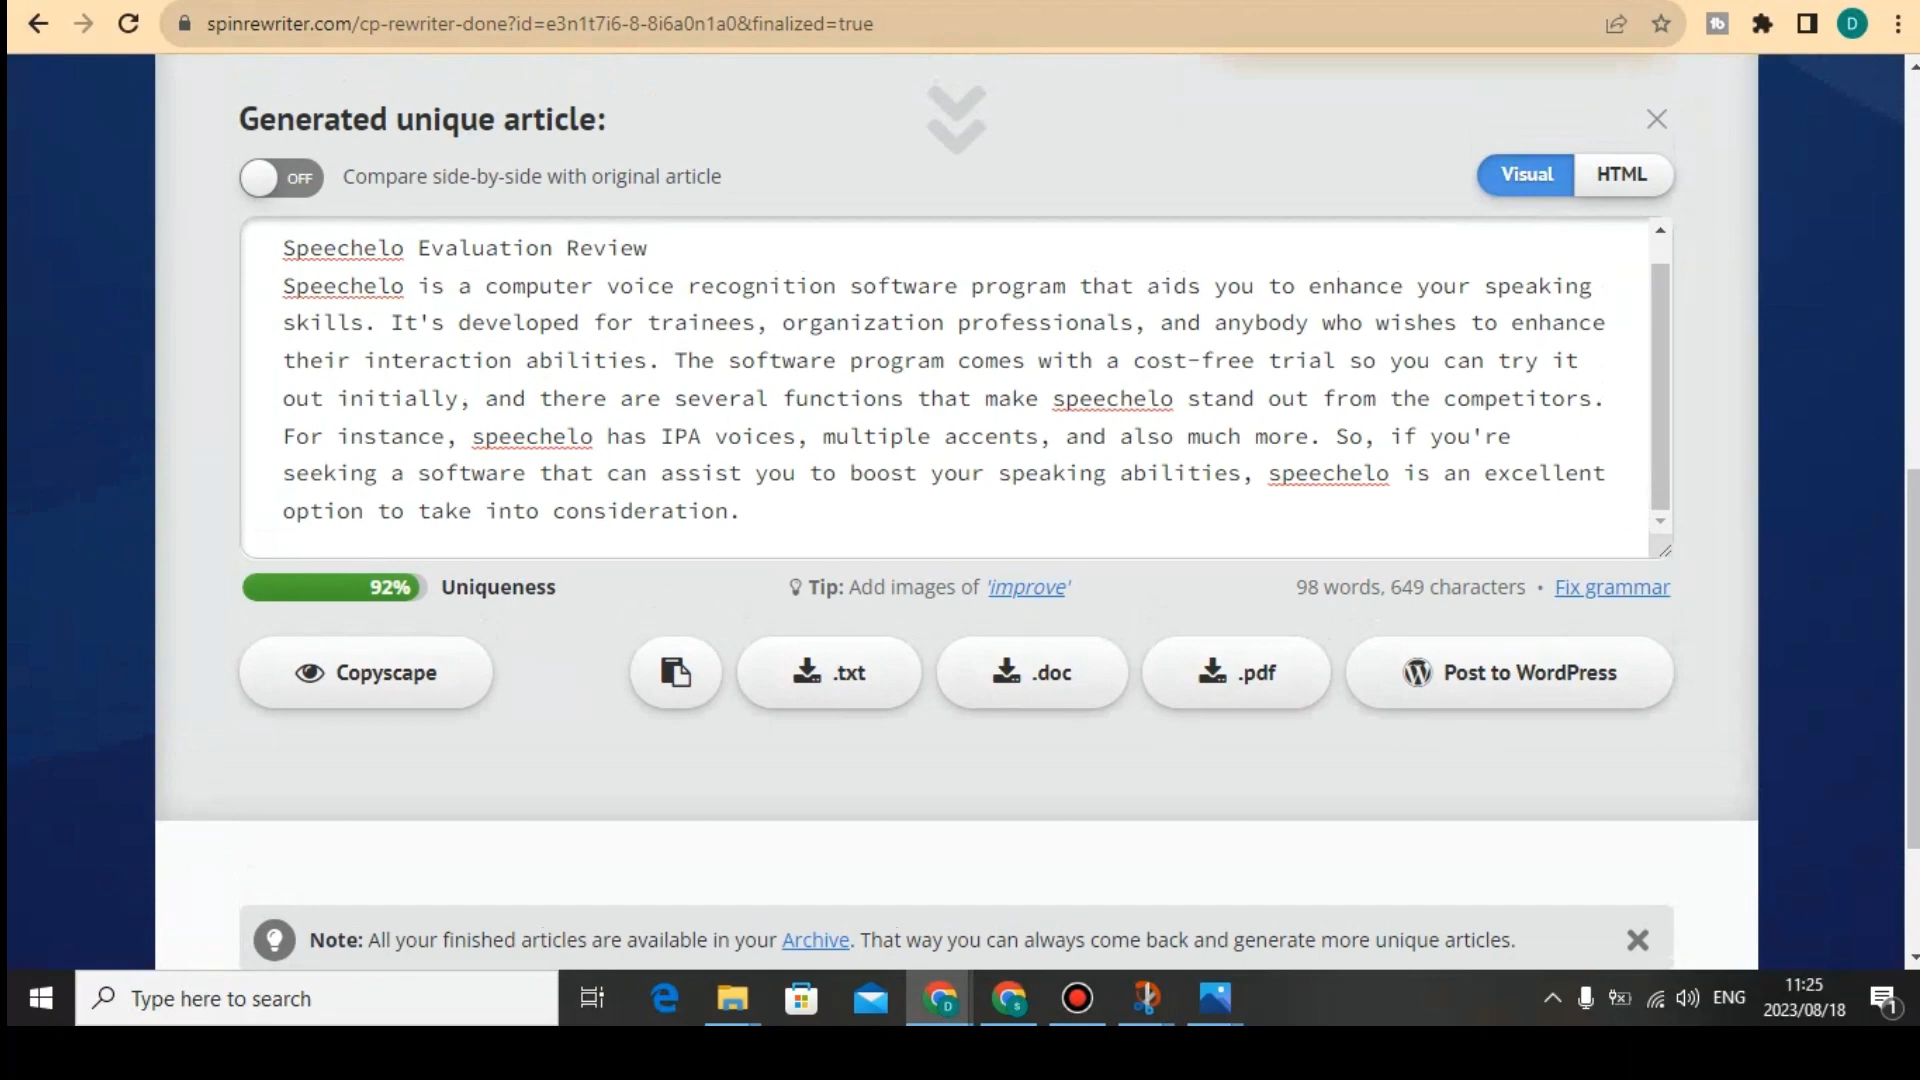 spinrewriter.com/cp-rewriter-done?id=e3n1t7i6-8-8i6a0n1a0&finalized=true
D
Generated unique article:
OFF
Compare side-by-side with original article
Visual
HTML
Speechelo Evaluation Review
Speechelo is a computer voice recognition software program that aids you to enhance your speaking
skills. It's developed for trainees, organization professionals, and anybody who wishes to enhance
their interaction abilities. The software program comes with a cost-free trial so you can try it
out initially, and there are several functions that make speechelo stand out from the competitors.
For instance, speechelo has IPA voices, multiple accents, and also much more. So, if you're
seeking a software that can assist you to boost your speaking abilities, speechelo is an excellent
option to take into consideration.
92%
Uniqueness
Tip: Add images of 'improve'
98 words, 649 characters • Fix grammar
Copyscape
.txt
.doc
.pdf
Post to WordPress
Note: All your finished articles are available in your Archive. That way you can always come back and generate more unique articles.
Type here to search
ENG
11:25
2023/08/18
1